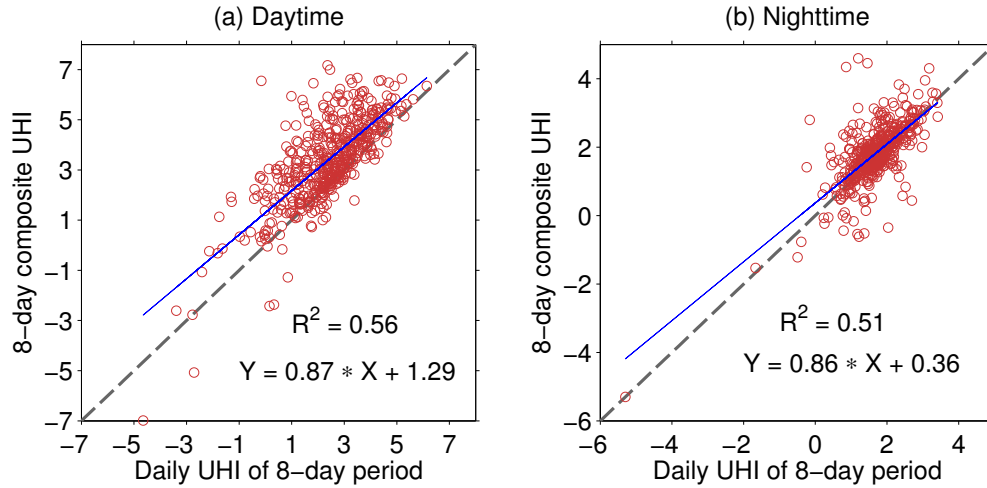 (a) Daytime
7
5
3
1
−1
−3
−5
−7
8−day composite UHI
R² = 0.56
Y = 0.87 * X + 1.29
−7 −5 −3 −1 1 3 5 7
Daily UHI of 8−day period
(b) Nighttime
4
2
0
−2
−4
−6
8−day composite UHI
R² = 0.51
Y = 0.86 * X + 0.36
−6 −4 −2 0 2 4
Daily UHI of 8−day period